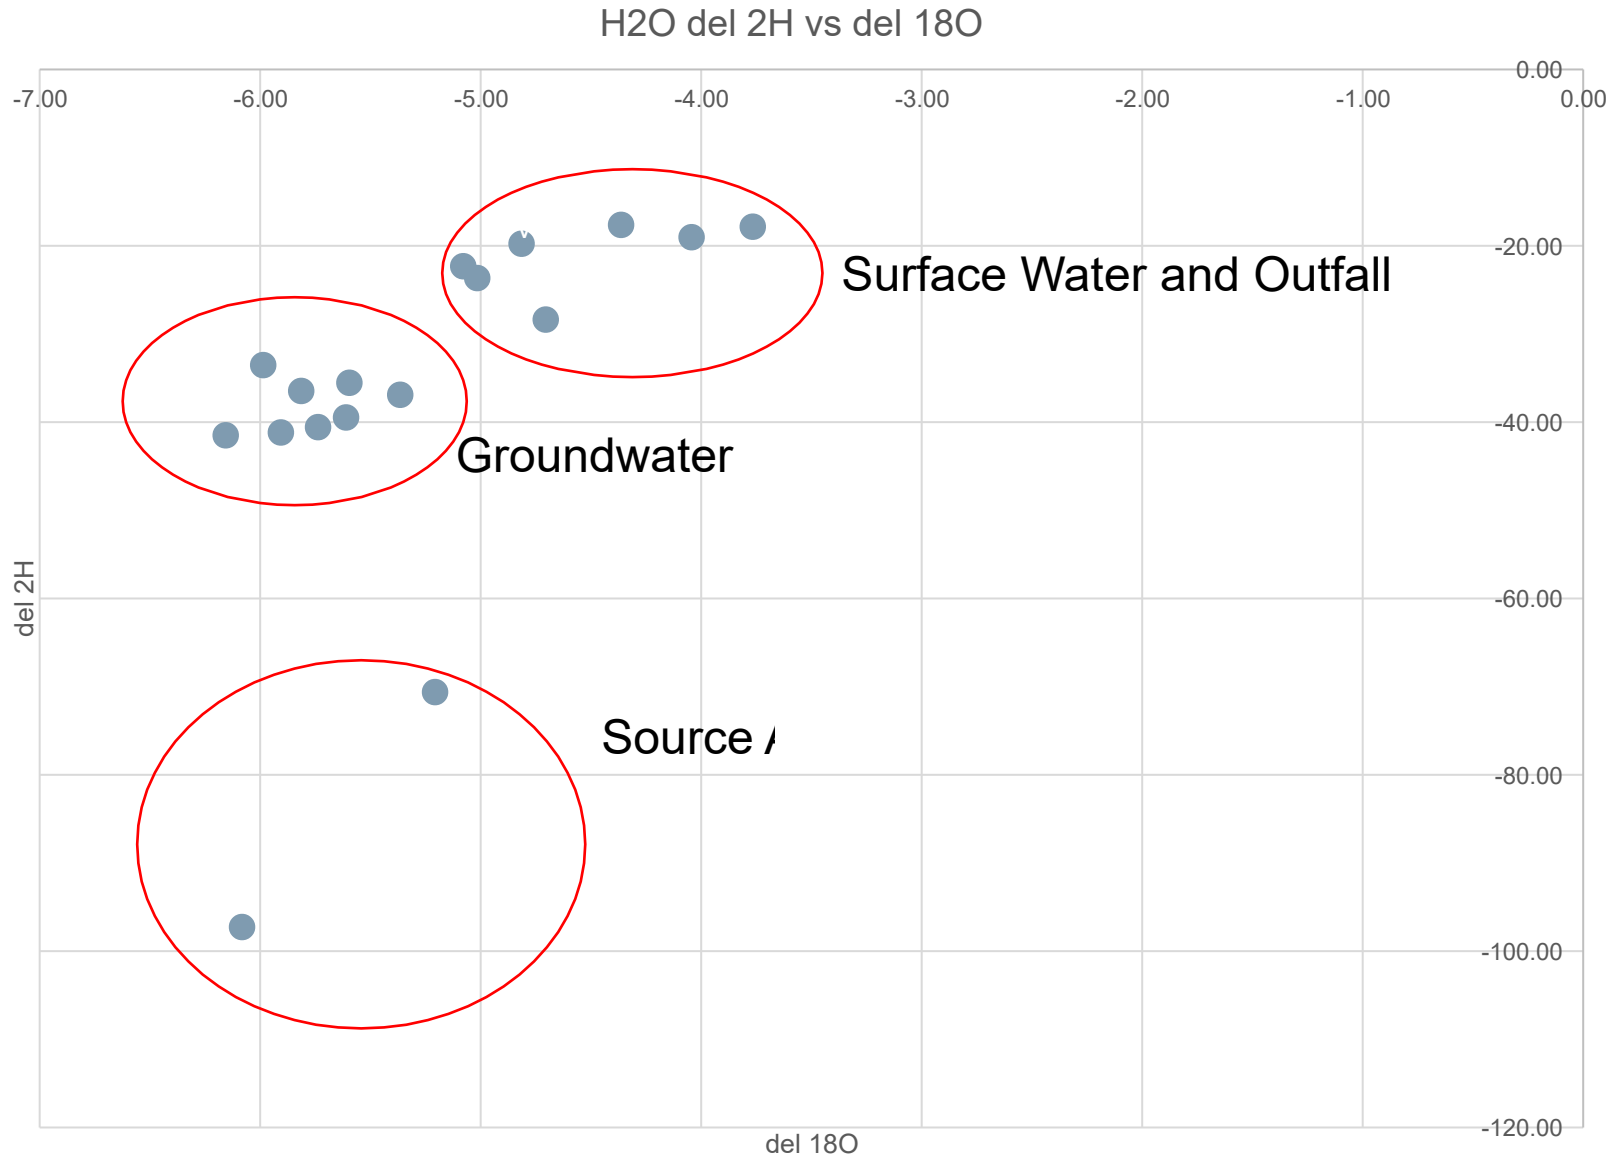 H2O del 2H vs del 18O
0.00
-7.00 -6.00 -5.00 -4.00 -3.00 -2.00 -1.00 0.00
-20.00
Surface Water and Outfall
-40.00
Groundwater
del 2H
-60.00
Source
-80.00
-100.00
-120.00
del 18O